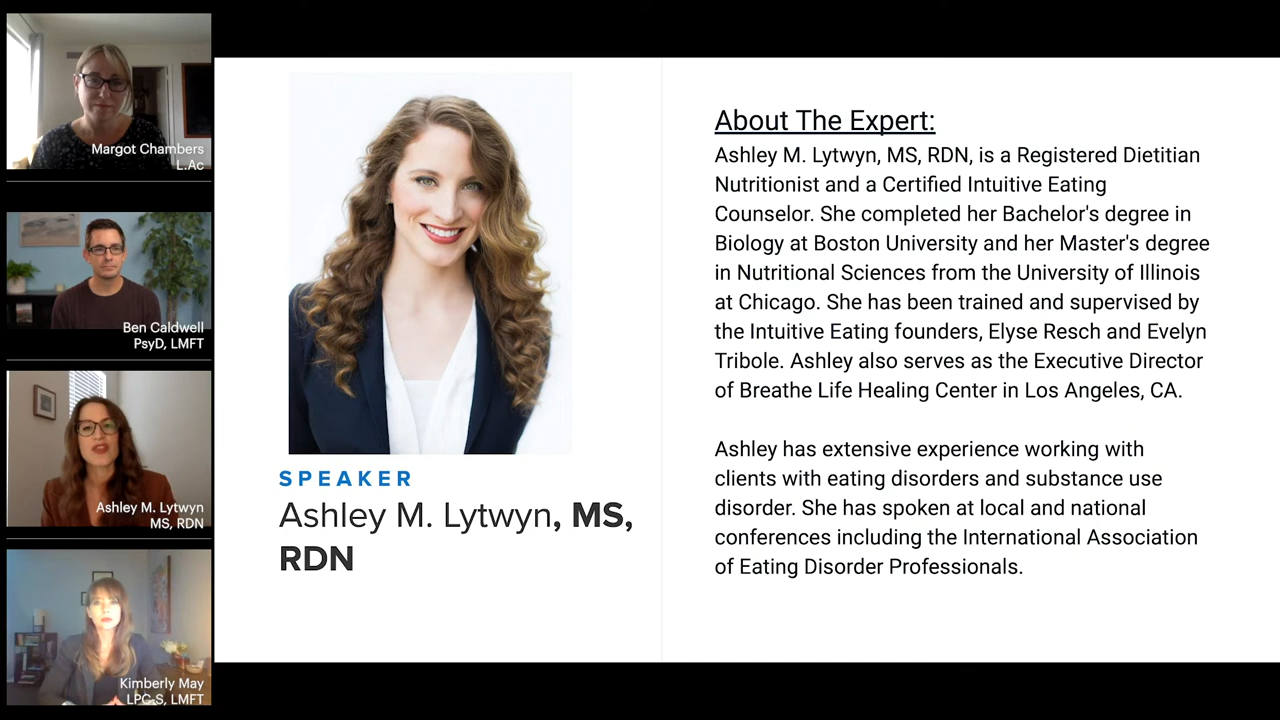 Margot Chambers
L.Ac
Ben Caldwell
PsyD, LMFT
Ashley M. Lytwyn
MS, RDN
Kimberly May
LPC-S, LMFT
SPEAKER
Ashley M. Lytwyn, MS,
RDN
About The Expert:
Ashley M. Lytwyn, MS, RDN, is a Registered Dietitian
Nutritionist and a Certified Intuitive Eating
Counselor. She completed her Bachelor's degree in
Biology at Boston University and her Master's degree
in Nutritional Sciences from the University of Illinois
at Chicago. She has been trained and supervised by
the Intuitive Eating founders, Elyse Resch and Evelyn
Tribole. Ashley also serves as the Executive Director
of Breathe Life Healing Center in Los Angeles, CA.
Ashley has extensive experience working with
clients with eating disorders and substance use
disorder. She has spoken at local and national
conferences including the International Association
of Eating Disorder Professionals.